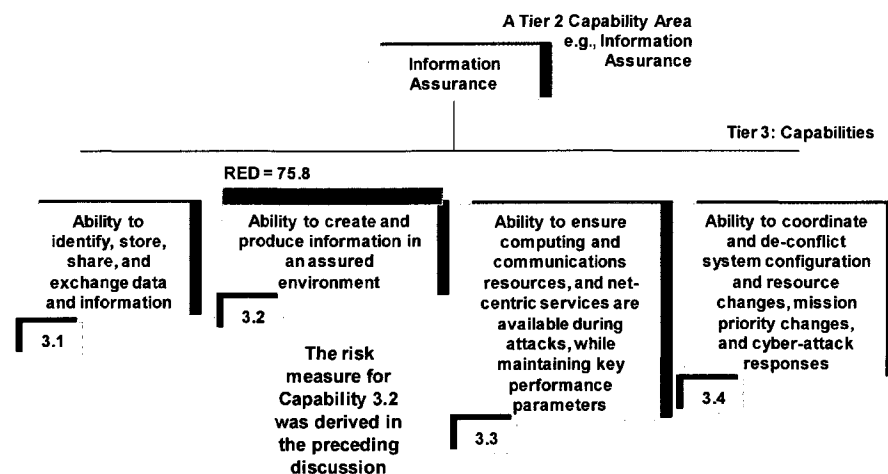 A Tier 2 Capability Area
e.g., Information
Assurance
Information
Assurance
Tier 3: Capabilities
RED = 75.8
Ability to
identify, store,
share, and
exchange data
and information
3.1
Ability to create and
produce information in
an assured
environment
3.2
The risk
measure for
Capability 3.2
was derived in
the preceding
discussion
Ability to ensure
computing and
communications
resources, and net-
centric services are
available during
attacks, while
maintaining key
performance
parameters
3.3
Ability to coordinate
and de-conflict
system configuration
and resource
changes, mission
priority changes,
and cyber-attack
responses
3.4